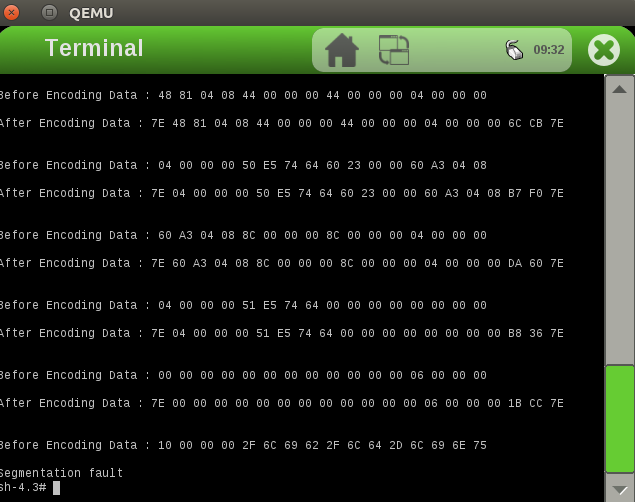 QEMU
Terminal
09:32
Before Encoding Data : 48 81 04 08 44 00 00 00 44 00 00 00 04 00 00 00
After Encoding Data : 7E 48 81 04 08 44 00 00 00 44 00 00 00 04 00 00 00 6C CB 7E
Before Encoding Data : 04 00 00 00 50 E5 74 64 60 23 00 00 60 A3 04 08
After Encoding Data : 7E 04 00 00 00 50 E5 74 64 60 23 00 00 60 A3 04 08 B7 F0 7E
Before Encoding Data : 60 A3 04 08 8C 00 00 00 8C 00 00 00 04 00 00 00
After Encoding Data : 7E 60 A3 04 08 8C 00 00 00 8C 00 00 00 04 00 00 00 DA 60 7E
Before Encoding Data : 04 00 00 00 51 E5 74 64 00 00 00 00 00 00 00 00
After Encoding Data : 7E 04 00 00 00 51 E5 74 64 00 00 00 00 00 00 00 00 B8 36 7E
Before Encoding Data : 00 00 00 00 00 00 00 00 00 00 00 00 06 00 00 00
After Encoding Data : 7E 00 00 00 00 00 00 00 00 00 00 00 00 06 00 00 00 1B CC 7E
Before Encoding Data : 10 00 00 00 2F 6C 69 62 2F 6C 64 2D 6C 69 6E 75
Segmentation fault
sh-4.3#